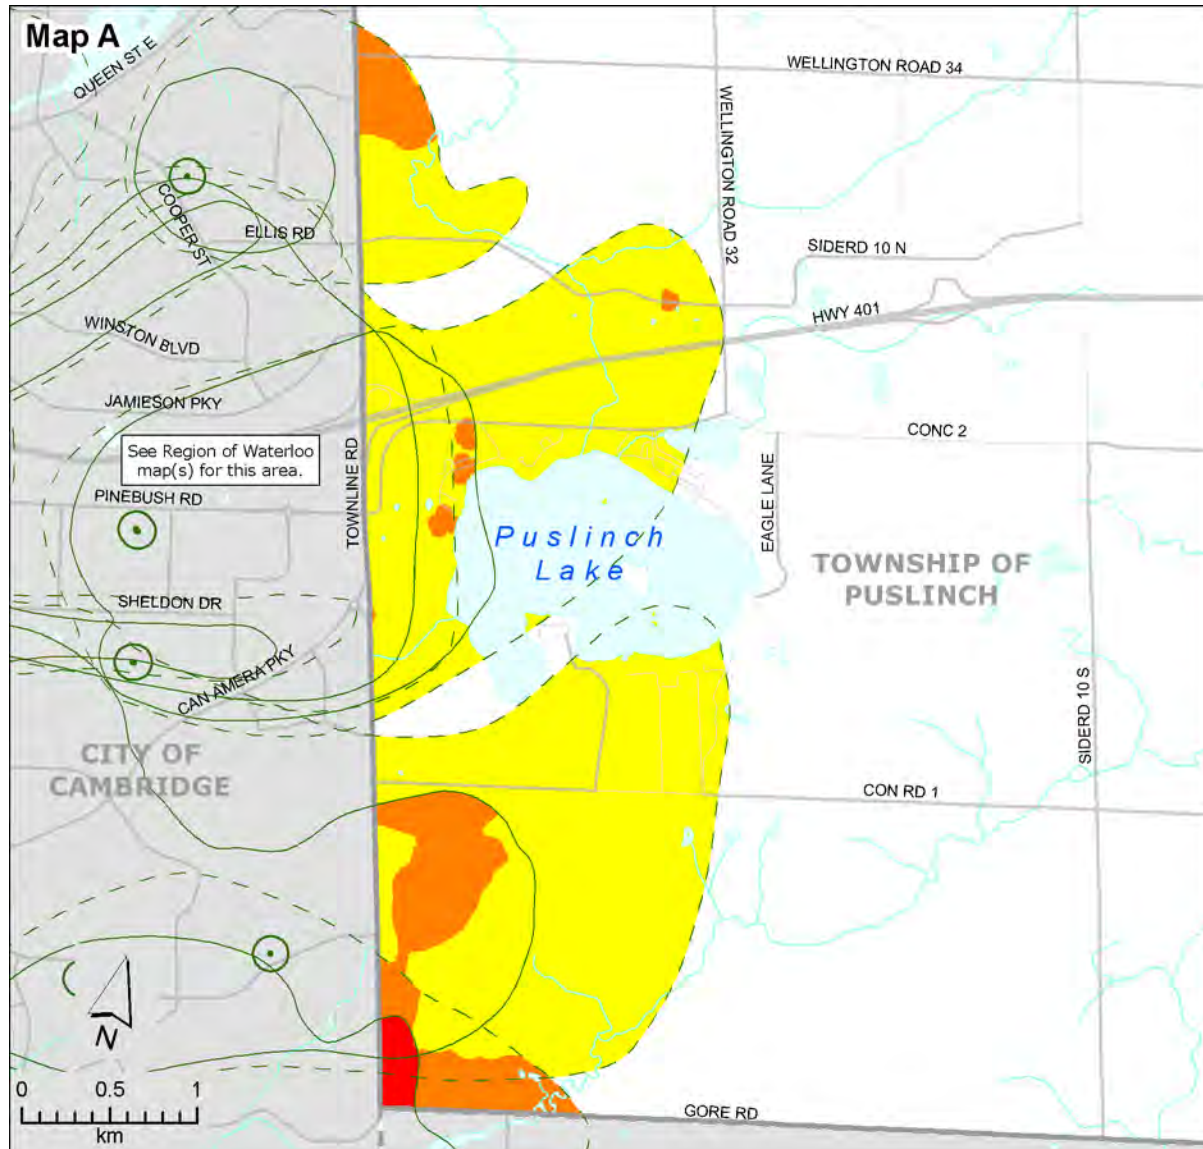 Map A
QUEEN ST E
WELLINGTON ROAD 34
WELLINGTON ROAD 32
COOPER ST
ELLIS RD
SIDERD 10 N
HWY 401
WINSTON BLVD
JAMIESON PKY
CONC 2
See Region of Waterloo
map(s) for this area.
PINEBUSH RD
TOWNLINE RD
EAGLE LANE
Puslinch
Lake
TOWNSHIP OF
PUSLINCH
SHELDON DR
CAN AMERA PKY
SIDERD 10 S
CITY OF
CAMBRIDGE
CON RD 1
N
0 0.5 1
km
GORE RD